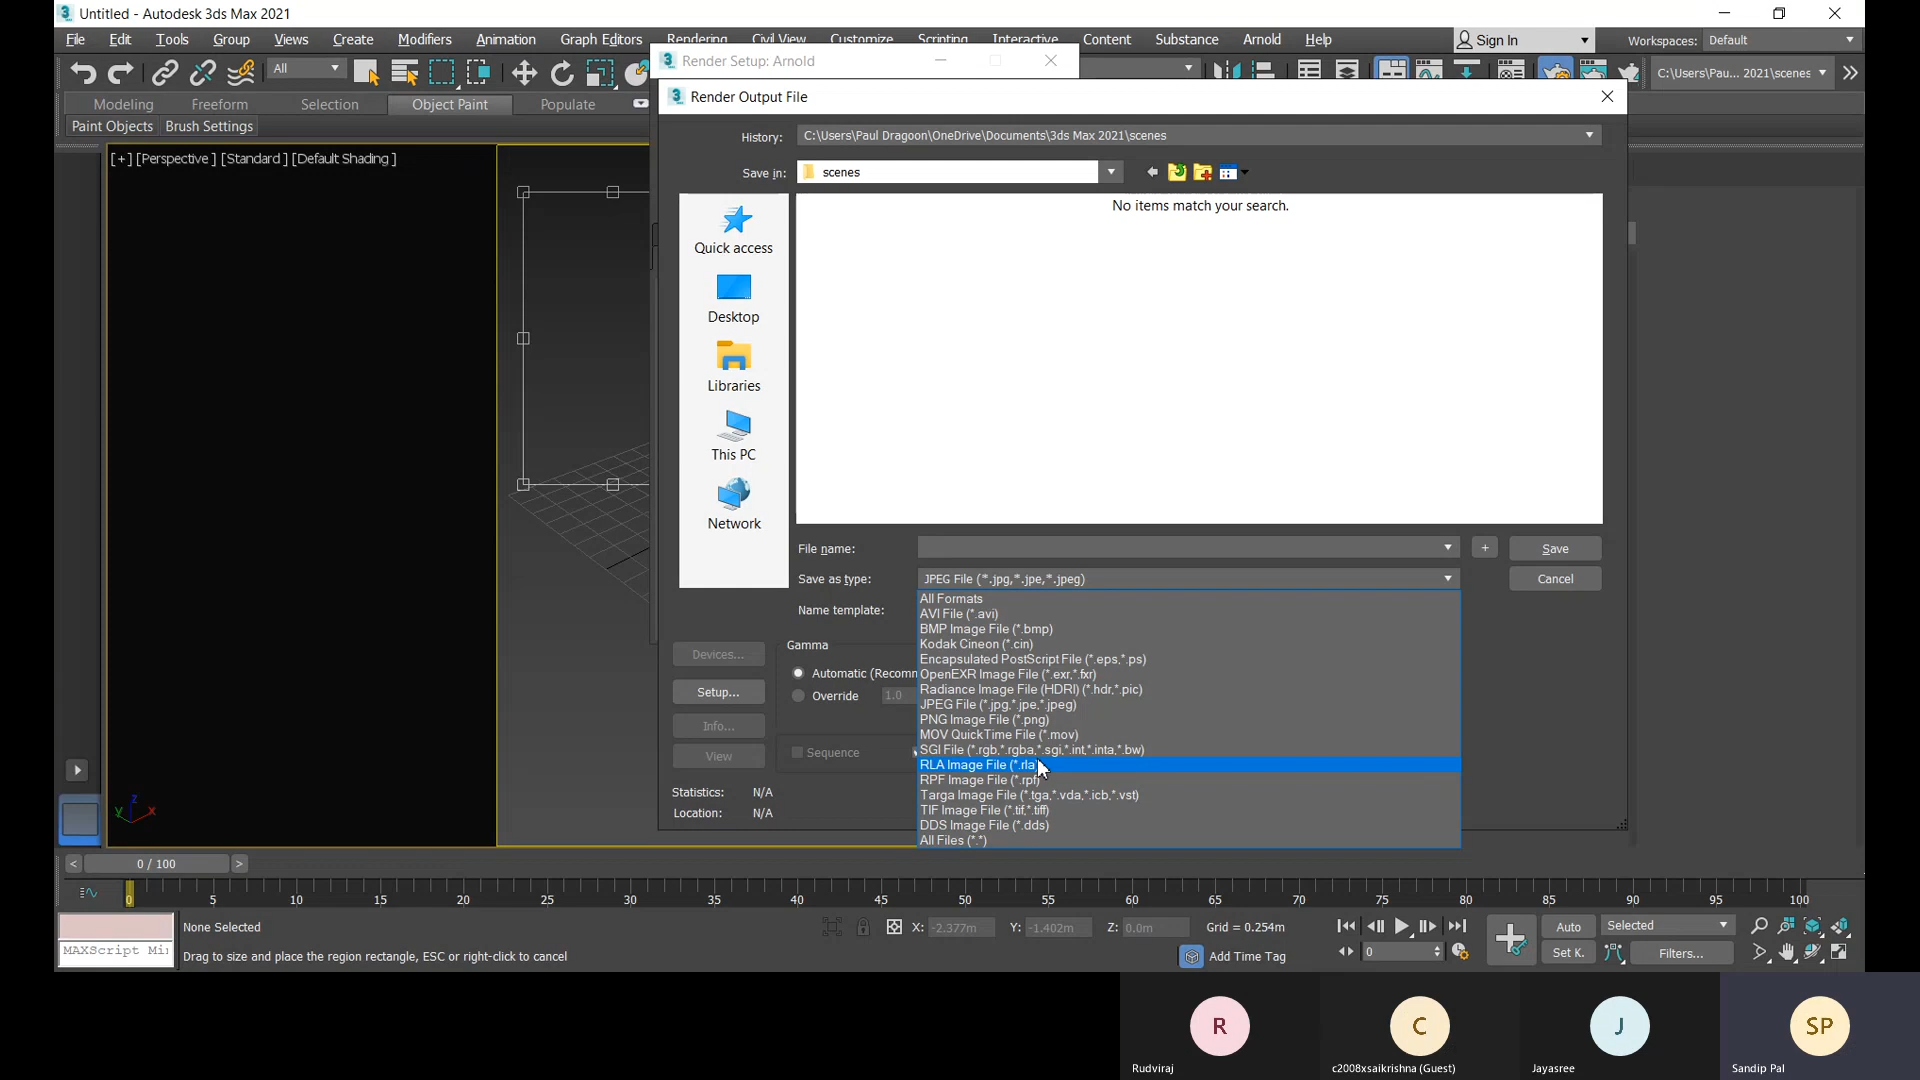 Untitled - Autodesk 3ds Max 2021
File Edit Tools Group Views Create Modifiers Animation Graph Editors Rendering Civil View Customize Scripting Interactive Content Substance Arnold Help
Sign In
Workspaces: Default
All
Render Setup: Arnold
C:\Users\Pau... 2021\scenes
Modeling Freeform Selection Object Paint Populate
Paint Objects Brush Settings
[+] [Perspective ] [Standard ] [Default Shading ]
Render Output File
History: C:\Users\Paul Dragoon\OneDrive\Documents\3ds Max 2021\scenes
Save in: scenes
No items match your search.
Quick access
Desktop
Libraries
This PC
Network
File name:
+
Save
Save as type: JPEG File (*.jpg,*.jpe,*.jpeg)
Cancel
Name template:
All Formats
AVI File (*.avi)
BMP Image File (*.bmp)
Kodak Cineon (*.cin)
Encapsulated PostScript File (*.eps,*.ps)
OpenEXR Image File (*.exr,*.fxr)
Radiance Image File (HDRI) (*.hdr,*.pic)
JPEG File (*.jpg,*.jpe,*.jpeg)
PNG Image File (*.png)
MOV QuickTime File (*.mov)
SGI File (*.rgb,*.rgba,*.sgi,*.int,*.inta,*.bw)
RLA Image File (*.rla)
RPF Image File (*.rpf)
Targa Image File (*.tga,*.vda,*.icb,*.vst)
TIF Image File (*.tif,*.tiff)
DDS Image File (*.dds)
All Files (*.*)
Devices...
Setup...
Info...
View
Gamma
Automatic (Recomm
Override 1.0
Sequence
Statistics: N/A
Location: N/A
z
y
x
< 0 / 100 >
0 5 10 15 20 25 30 35 40 45 50 55 60 65 70 75 80 85 90 95 100
None Selected
X: -2.377m Y: -1.402m Z: 0.0m Grid = 0.254m
Auto Selected
MAXScript Mi
Drag to size and place the region rectangle, ESC or right-click to cancel
Add Time Tag
0
Set K. Filters...
R
C
J
SP
Rudviraj
c2008xsaikrishna (Guest)
Jayasree
Sandip Pal